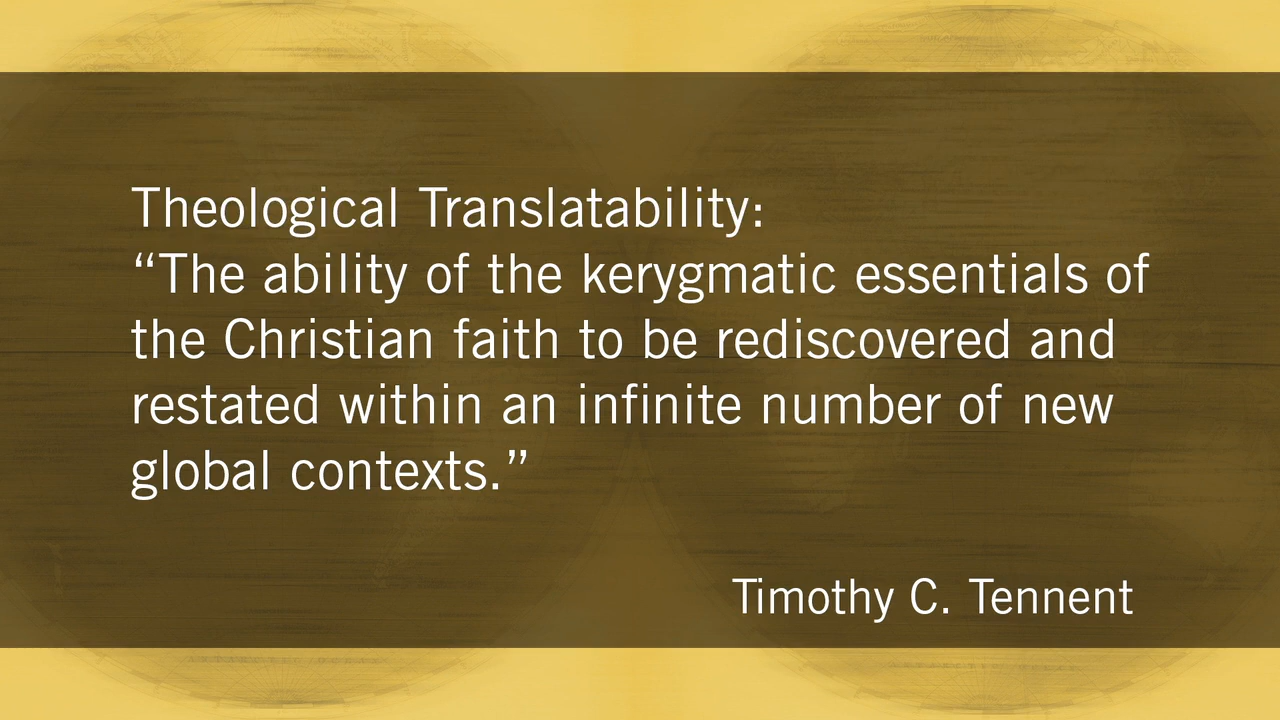 Theological Translatability:
“The ability of the kerygmatic essentials of
the Christian faith to be rediscovered and
restated within an infinite number of new
global contexts.”
Timothy C. Tennent